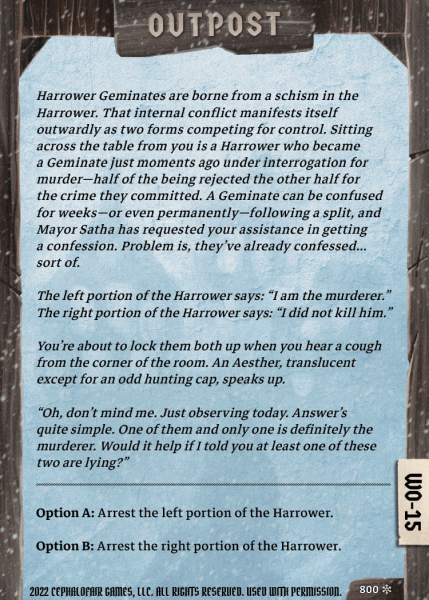 OUTPOST
Harrower Geminates are borne from a schism in the
Harrower. That internal conflict manifests itself
outwardly as two forms competing for control. Sitting
across the table from you is a Harrower who became
a Geminate just moments ago under interrogation for
murder—half of the being rejected the other half for
the crime they committed. A Geminate can be confused
for weeks—or even permanently—following a split, and
Mayor Satha has requested your assistance in getting
a confession. Problem is, they've already confessed...
sort of.
The left portion of the Harrower says: “I am the murderer.”
The right portion of the Harrower says: “I did not kill him.”
You're about to lock them both up when you hear a cough
from the corner of the room. An Aesther, translucent
except for an odd hunting cap, speaks up.
“Oh, don't mind me. Just observing today. Answer's
quite simple. One of them and only one is definitely the
murderer. Would it help if I told you at least one of these
two are lying?”
Option A: Arrest the left portion of the Harrower.
Option B: Arrest the right portion of the Harrower.
WO-15
2022 CEPHALOFAIR GAMES, LLC. ALL RIGHTS RESERVED. USED WITH PERMISSION.
800